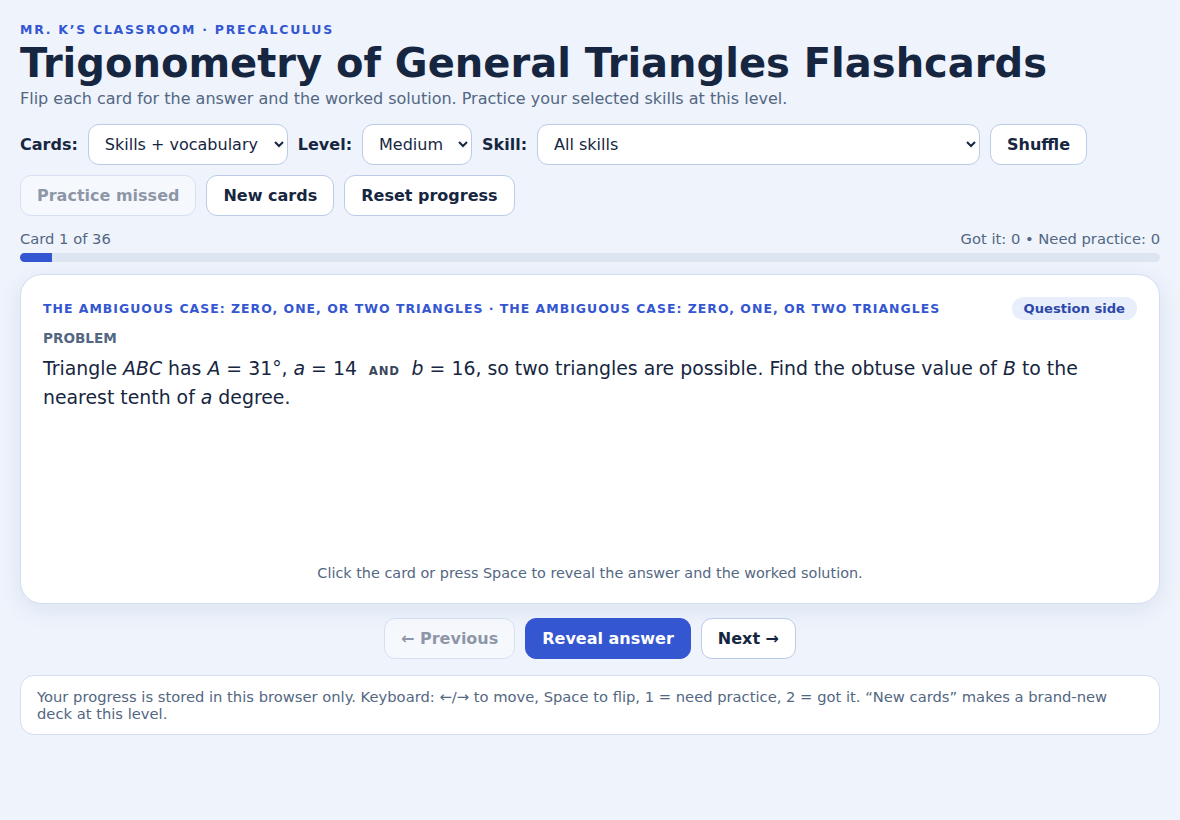 MR. K’S CLASSROOM · PRECALCULUS
Trigonometry of General Triangles Flashcards
Flip each card for the answer and the worked solution. Practice your selected skills at this level.
Cards: Skills + vocabulary Level: Medium Skill: All skills Shuffle
Practice missed New cards Reset progress
Card 1 of 36 Got it: 0 • Need practice: 0
THE AMBIGUOUS CASE: ZERO, ONE, OR TWO TRIANGLES · THE AMBIGUOUS CASE: ZERO, ONE, OR TWO TRIANGLES Question side
PROBLEM
Triangle ABC has A = 31°, a = 14 AND b = 16, so two triangles are possible. Find the obtuse value of B to the
nearest tenth of a degree.
Click the card or press Space to reveal the answer and the worked solution.
← Previous Reveal answer Next →
Your progress is stored in this browser only. Keyboard: ←/→ to move, Space to flip, 1 = need practice, 2 = got it. “New cards” makes a brand-new
deck at this level.